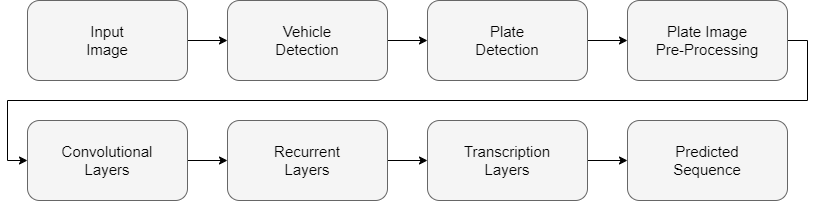 Input
Image
Vehicle
Detection
Plate
Detection
Plate Image
Pre-Processing
Convolutional
Layers
Recurrent
Layers
Transcription
Layers
Predicted
Sequence